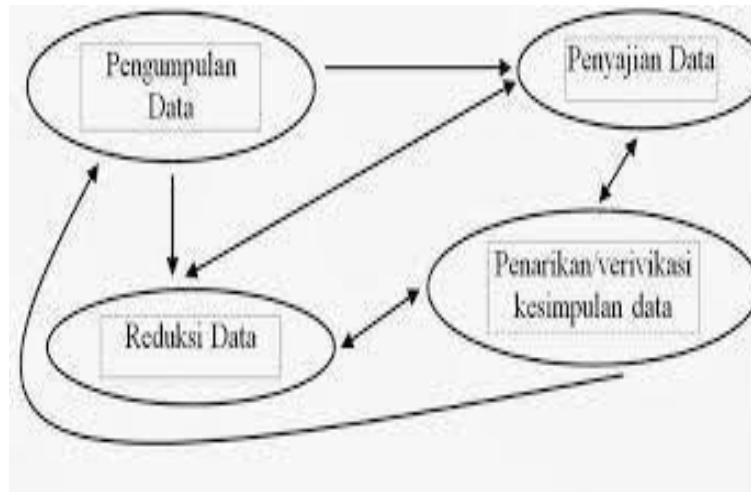 Pengumpulan
Data
Penyajian Data
Penarikan/verivikasi
kesimpulan data
Reduksi Data